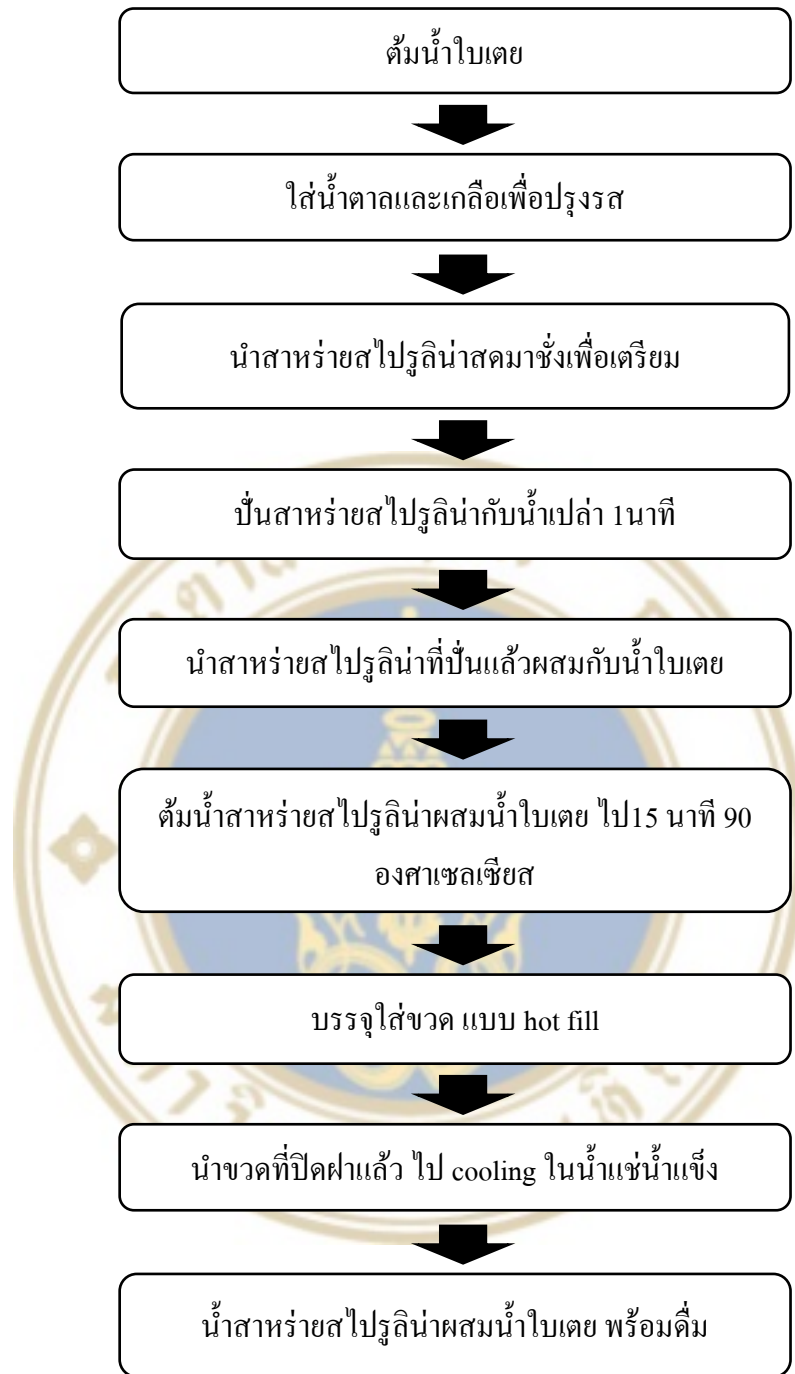 ต้มน้ำใบเตย
ใส่น้ำตาลและเกลือเพื่อปรุงรส
นำสาหร่ายสไปรูลิน่าสดมาชั่งเพื่อเตรียม
ปั่นสาหร่ายสไปรูลิน่ากับน้ำเปล่า 1นาที
นำสาหร่ายสไปรูลิน่าที่ปั่นแล้วผสมกับน้ำใบเตย
ต้มน้ำสาหร่ายสไปรูลิน่าผสมน้ำใบเตย ไป15 นาที 90
องศาเซลเซียส
บรรจุใส่ขวด แบบ hot fill
นำขวดที่ปิดฝาแล้ว ไป cooling ในน้ำแช่น้ำแข็ง
น้ำสาหร่ายสไปรูลิน่าผสมน้ำใบเตย พร้อมดื่ม